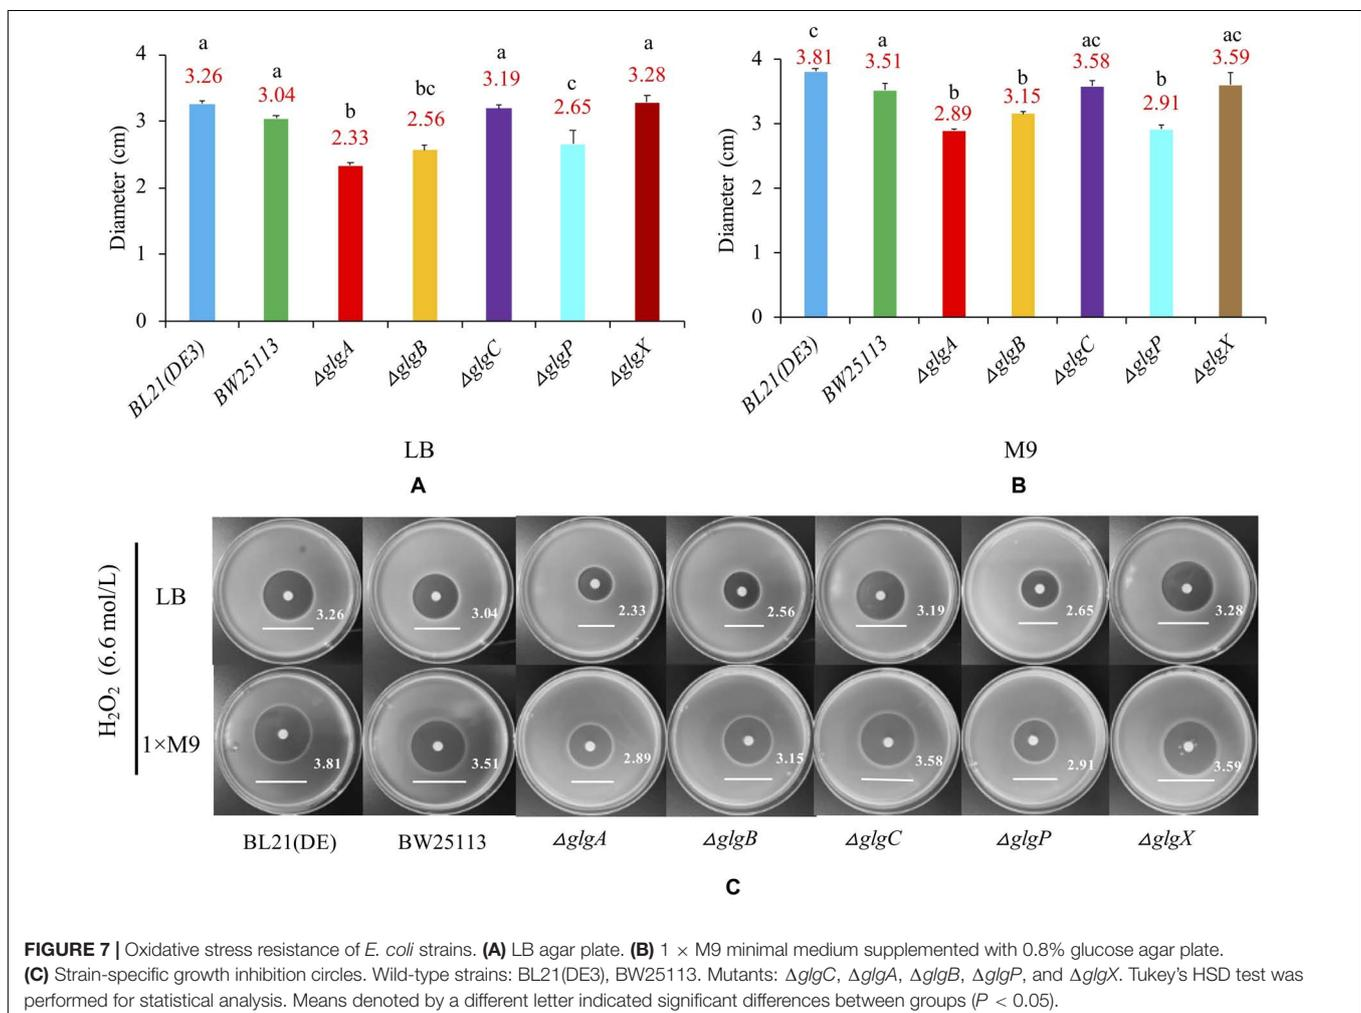 a
a
b
bc
a
c
a
3.26
3.04
2.33
2.56
3.19
2.65
3.28
4
3
2
1
0
Diameter (cm)
BL21(DE3)
BW25113
ΔglgA
ΔglgB
ΔglgC
ΔglgP
ΔglgX
LB
A
c
a
b
b
ac
b
ac
3.81
3.51
2.89
3.15
3.58
2.91
3.59
4
3
2
1
0
Diameter (cm)
BL21(DE3)
BW25113
ΔglgA
ΔglgB
ΔglgC
ΔglgP
ΔglgX
M9
B
H₂O₂ (6.6 mol/L)
LB
3.26
3.04
2.33
2.56
3.19
2.65
3.28
1×M9
3.81
3.51
2.89
3.15
3.58
2.91
3.59
BL21(DE)
BW25113
ΔglgA
ΔglgB
ΔglgC
ΔglgP
ΔglgX
C
FIGURE 7 | Oxidative stress resistance of E. coli strains. (A) LB agar plate. (B) 1 × M9 minimal medium supplemented with 0.8% glucose agar plate.
(C) Strain-specific growth inhibition circles. Wild-type strains: BL21(DE3), BW25113. Mutants: ΔglgC, ΔglgA, ΔglgB, ΔglgP, and ΔglgX. Tukey's HSD test was
performed for statistical analysis. Means denoted by a different letter indicated significant differences between groups (P < 0.05).